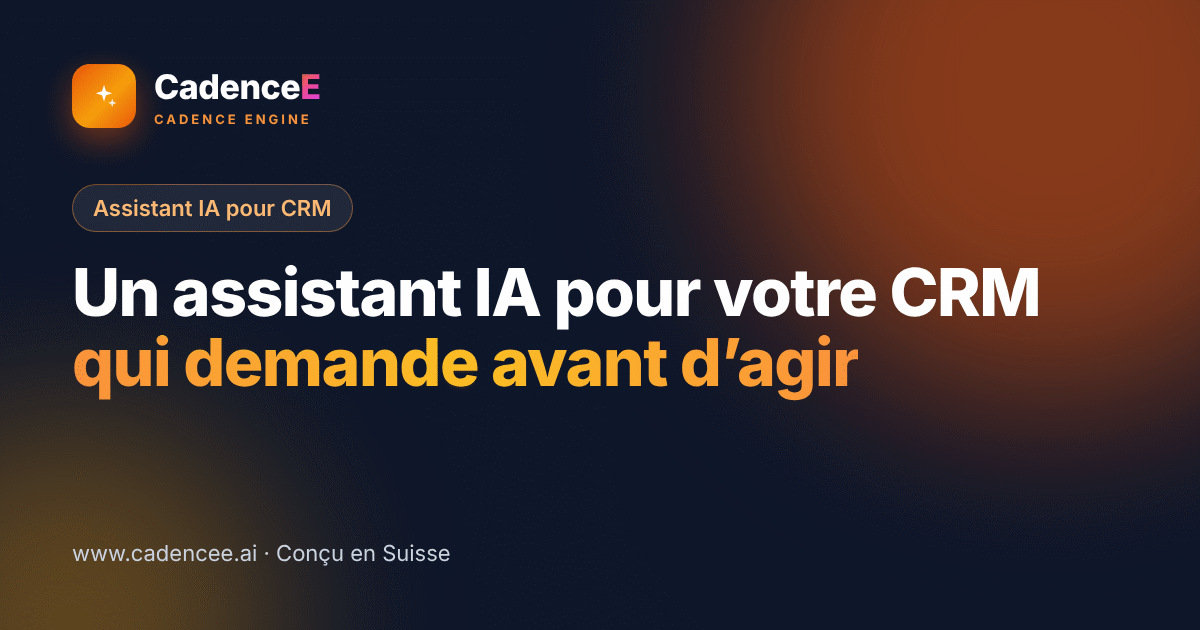 CadenceE
CADENCE ENGINE
Assistant IA pour CRM
Un assistant IA pour votre CRM
qui demande avant d’agir
www.cadencee.ai · Conçu en Suisse